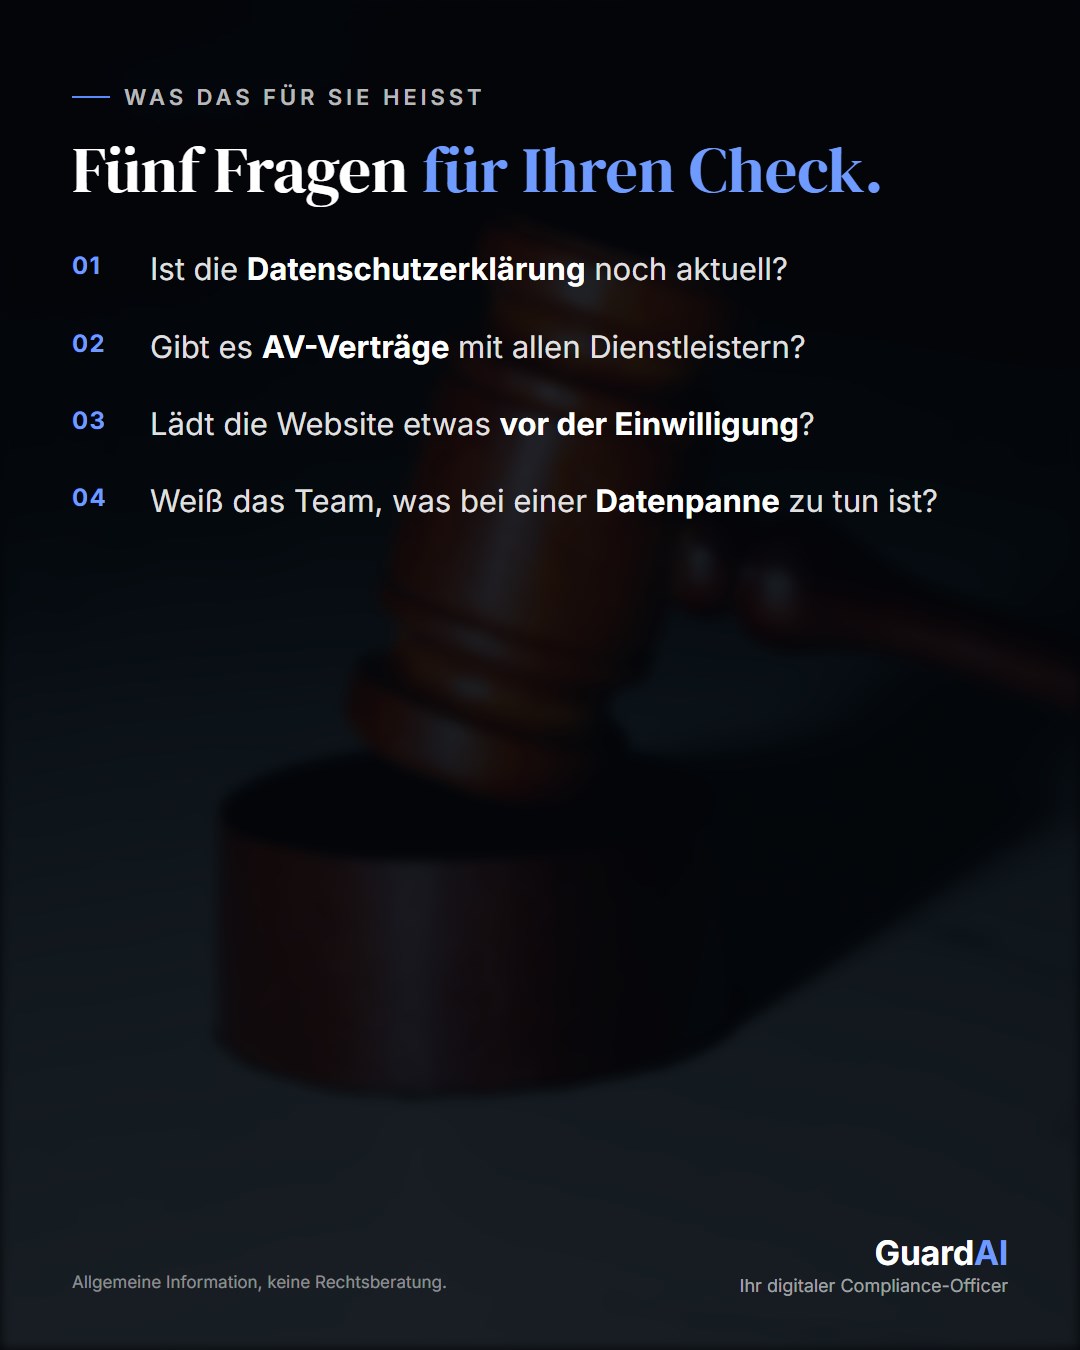 WAS DAS FÜR SIE HEISST
Fünf Fragen für Ihren Check.
01 Ist die Datenschutzerklärung noch aktuell?
02 Gibt es AV-Verträge mit allen Dienstleistern?
03 Lädt die Website etwas vor der Einwilligung?
04 Weiß das Team, was bei einer Datenpanne zu tun ist?
GuardAI
Allgemeine Information, keine Rechtsberatung.
Ihr digitaler Compliance-Officer